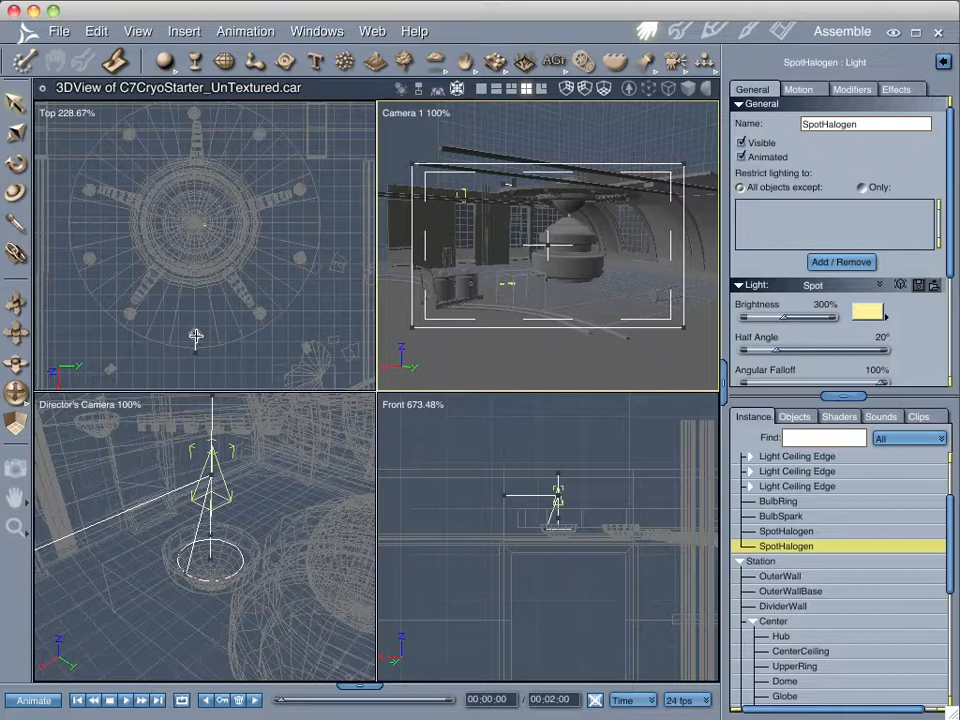 File Edit View Insert Animation Windows Web Help Assemble
3DView of C7CryoStarter_UnTextured.car
Top 228.67%
Camera 1 100%
Director's Camera 100%
Front 673.48%
SpotHalogen : Light
General Motion Modifiers Effects
General
Name: SpotHalogen
Visible
Animated
Restrict lighting to:
All objects except: Only:
Add / Remove
Light: Spot
Brightness 300%
Half Angle 20°
Angular Falloff 100%
Instance Objects Shaders Sounds Clips
Find: All
Light Ceiling Edge
Light Ceiling Edge
Light Ceiling Edge
BulbRing
BulbSpark
SpotHalogen
SpotHalogen
Station
OuterWall
OuterWallBase
DividerWall
Center
Hub
CenterCeiling
UpperRing
Dome
Globe
Animate 00:00:00 / 00:02:00 Time 24 fps